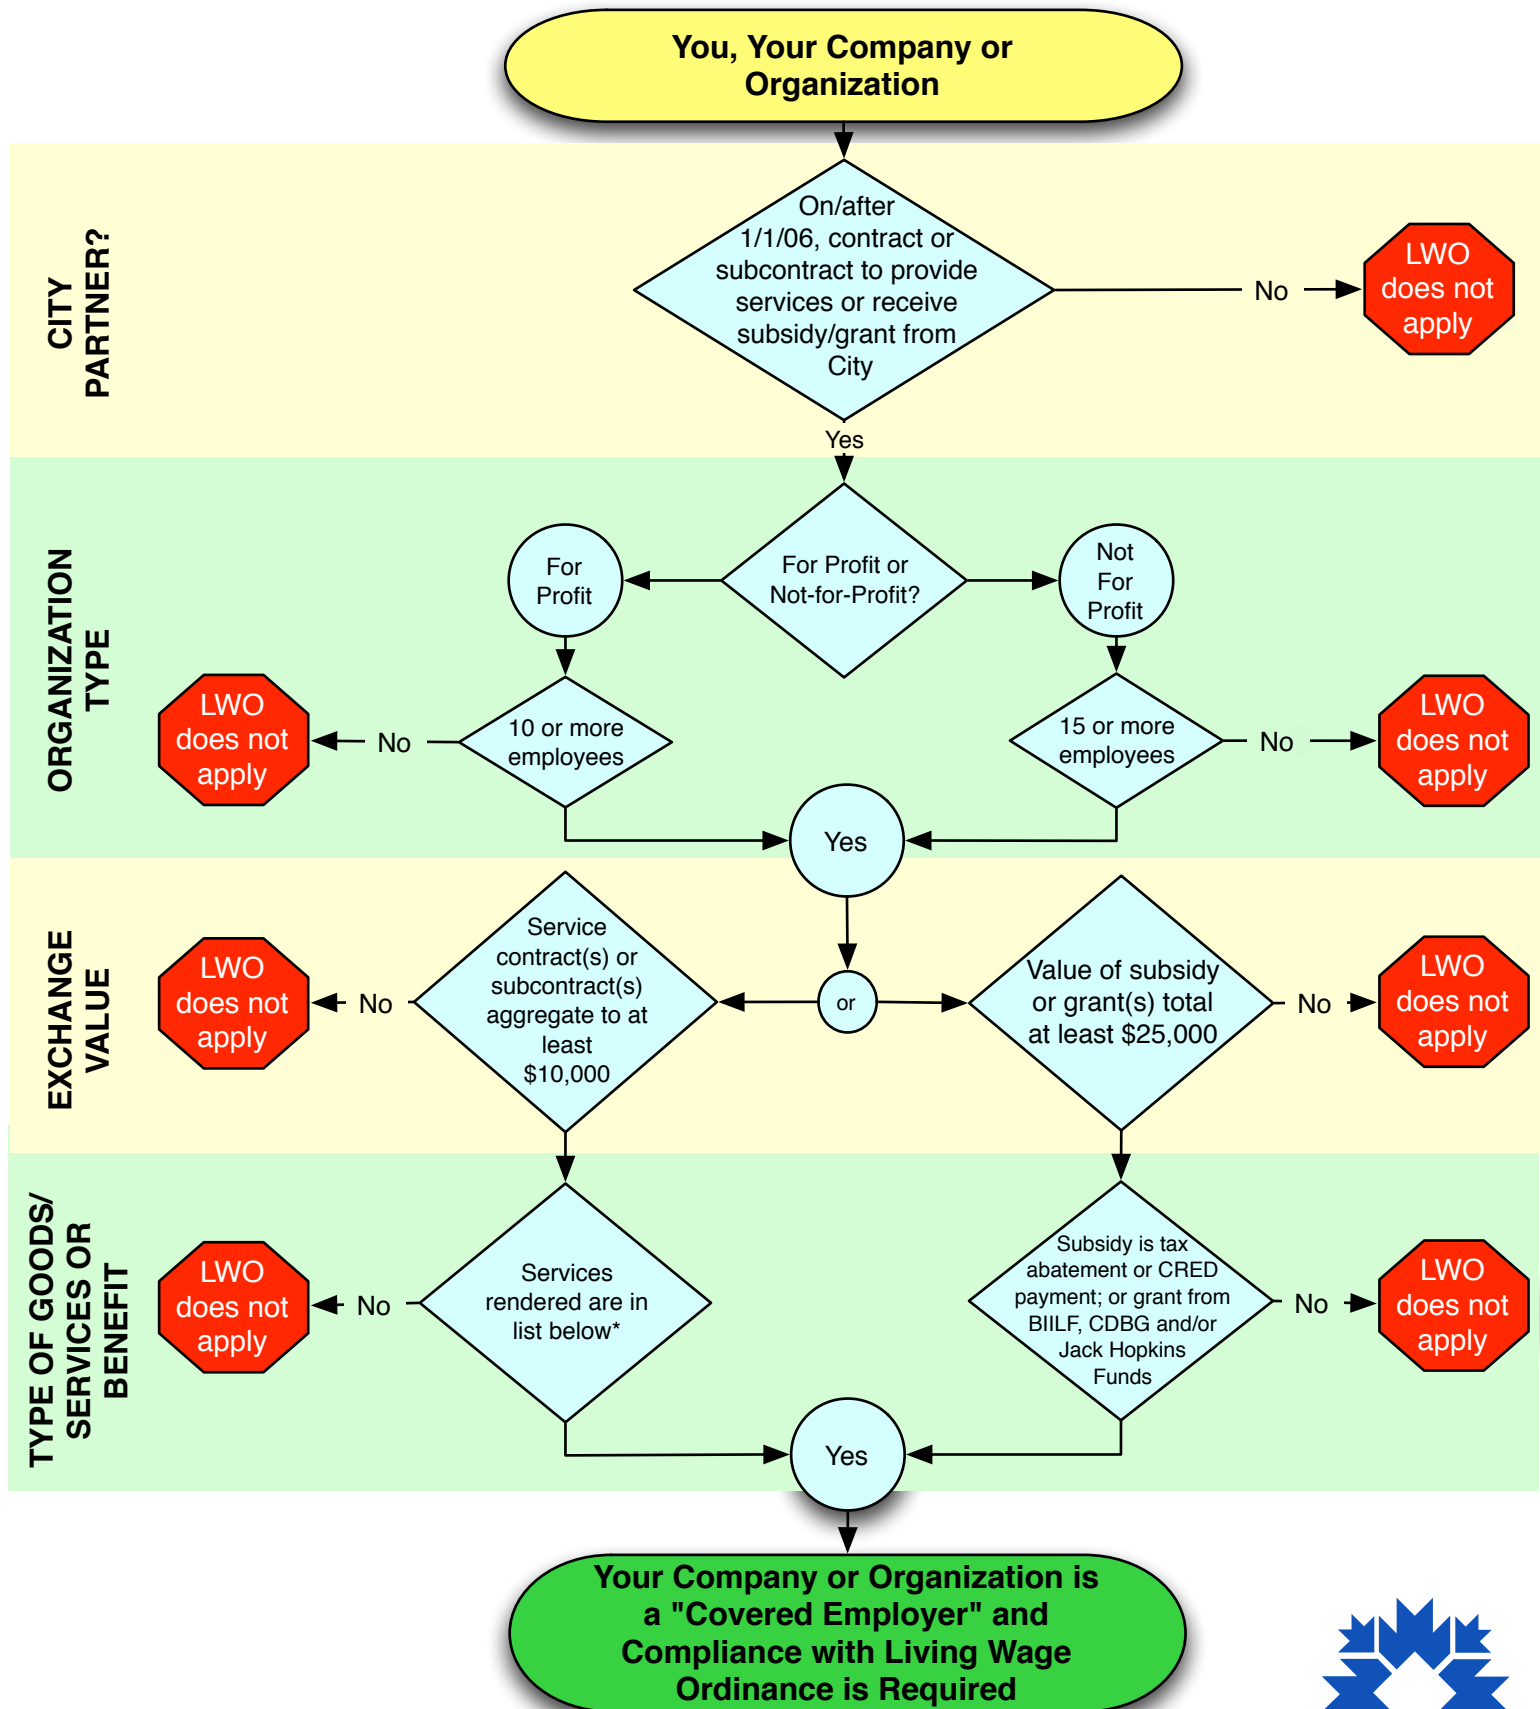 You, Your Company or
Organization
CITY
PARTNER?
On/after
1/1/06, contract or
subcontract to provide
services or receive
subsidy/grant from
City
No
LWO
does not
apply
Yes
ORGANIZATION
TYPE
For
Profit
For Profit or
Not-for-Profit?
Not
For
Profit
LWO
does not
apply
No
10 or more
employees
15 or more
employees
No
LWO
does not
apply
Yes
EXCHANGE
VALUE
LWO
does not
apply
No
Service
contract(s) or
subcontract(s)
aggregate to at
least
$10,000
or
Value of subsidy
or grant(s) total
at least $25,000
No
LWO
does not
apply
TYPE OF GOODS/
SERVICES OR
BENEFIT
LWO
does not
apply
No
Services
rendered are in
list below*
Subsidy is tax
abatement or CRED
payment; or grant from
BIILF, CDBG and/or
Jack Hopkins
Funds
No
LWO
does not
apply
Yes
Your Company or Organization is
a "Covered Employer" and
Compliance with Living Wage
Ordinance is Required